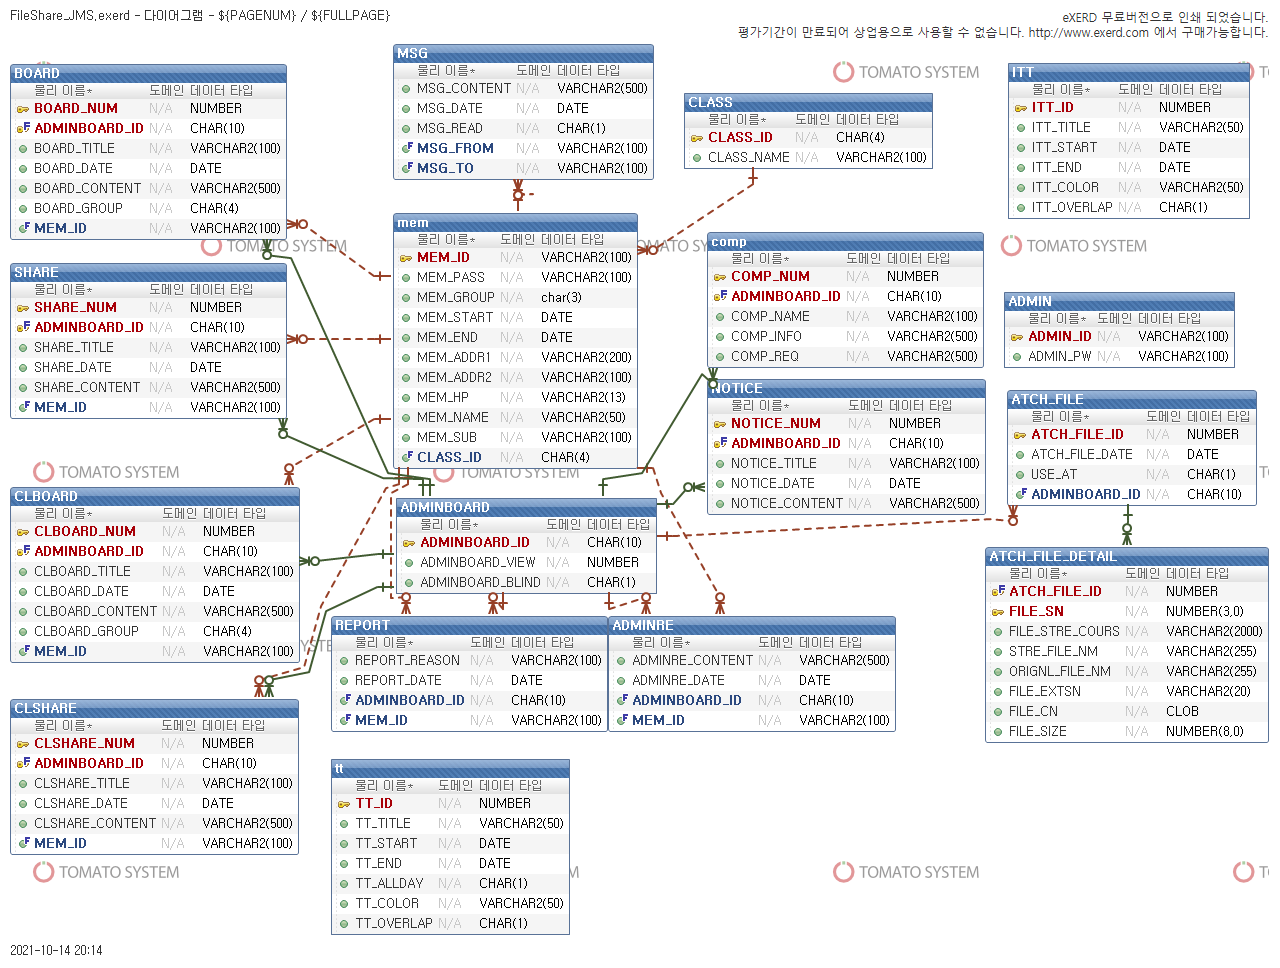 FileShare_JMS,exerd - 다이어그램 - ${PAGENUM} / ${FULLPAGE}
eXERD 무료버전으로 인쇄 되었습니다.
평가기간이 만료되어 상업용으로 사용할 수 없습니다. http://www.exerd.com 에서 구매가능합니다.
BOARD
물리 이름* 도메인 데이터 타입
BOARD_NUM N/A NUMBER
ADMINBOARD_ID N/A CHAR(10)
BOARD_TITLE N/A VARCHAR2(100)
BOARD_DATE N/A DATE
BOARD_CONTENT N/A VARCHAR2(500)
BOARD_GROUP N/A CHAR(4)
MEM_ID N/A VARCHAR2(100)
MSG
물리 이름* 도메인 데이터 타입
MSG_CONTENT N/A VARCHAR2(500)
MSG_DATE N/A DATE
MSG_READ N/A CHAR(1)
MSG_FROM N/A VARCHAR2(100)
MSG_TO N/A VARCHAR2(100)
CLASS
물리 이름* 도메인 데이터 타입
CLASS_ID N/A CHAR(4)
CLASS_NAME N/A VARCHAR2(100)
ITT
물리 이름* 도메인 데이터 타입
ITT_ID N/A NUMBER
ITT_TITLE N/A VARCHAR2(50)
ITT_START N/A DATE
ITT_END N/A DATE
ITT_COLOR N/A VARCHAR2(50)
ITT_OVERLAP N/A CHAR(1)
SHARE
물리 이름* 도메인 데이터 타입
SHARE_NUM N/A NUMBER
ADMINBOARD_ID N/A CHAR(10)
SHARE_TITLE N/A VARCHAR2(100)
SHARE_DATE N/A DATE
SHARE_CONTENT N/A VARCHAR2(500)
MEM_ID N/A VARCHAR2(100)
mem
물리 이름* 도메인 데이터 타입
MEM_ID N/A VARCHAR2(100)
MEM_PASS N/A VARCHAR2(100)
MEM_GROUP N/A char(3)
MEM_START N/A DATE
MEM_END N/A DATE
MEM_ADDR1 N/A VARCHAR2(200)
MEM_ADDR2 N/A VARCHAR2(100)
MEM_HP N/A VARCHAR2(13)
MEM_NAME N/A VARCHAR2(50)
MEM_SUB N/A VARCHAR2(100)
CLASS_ID N/A CHAR(4)
comp
물리 이름* 도메인 데이터 타입
COMP_NUM N/A NUMBER
ADMINBOARD_ID N/A CHAR(10)
COMP_NAME N/A VARCHAR2(100)
COMP_INFO N/A VARCHAR2(500)
COMP_REQ N/A VARCHAR2(500)
ADMIN
물리 이름* 도메인 데이터 타입
ADMIN_ID N/A VARCHAR2(100)
ADMIN_PW N/A VARCHAR2(100)
NOTICE
물리 이름* 도메인 데이터 타입
NOTICE_NUM N/A NUMBER
ADMINBOARD_ID N/A CHAR(10)
NOTICE_TITLE N/A VARCHAR2(100)
NOTICE_DATE N/A DATE
NOTICE_CONTENT N/A VARCHAR2(500)
ATCH_FILE
물리 이름* 도메인 데이터 타입
ATCH_FILE_ID N/A NUMBER
ATCH_FILE_DATE N/A DATE
USE_AT N/A CHAR(1)
ADMINBOARD_ID N/A CHAR(10)
CLBOARD
물리 이름* 도메인 데이터 타입
CLBOARD_NUM N/A NUMBER
ADMINBOARD_ID N/A CHAR(10)
CLBOARD_TITLE N/A VARCHAR2(100)
CLBOARD_DATE N/A DATE
CLBOARD_CONTENT N/A VARCHAR2(500)
CLBOARD_GROUP N/A CHAR(4)
MEM_ID N/A VARCHAR2(100)
ADMINBOARD
물리 이름* 도메인 데이터 타입
ADMINBOARD_ID N/A CHAR(10)
ADMINBOARD_VIEW N/A NUMBER
ADMINBOARD_BLIND N/A CHAR(1)
ATCH_FILE_DETAIL
물리 이름* 도메인 데이터 타입
ATCH_FILE_ID N/A NUMBER
FILE_SN N/A NUMBER(3,0)
FILE_STRE_COURS N/A VARCHAR2(2000)
STRE_FILE_NM N/A VARCHAR2(255)
ORIGNL_FILE_NM N/A VARCHAR2(255)
FILE_EXTSN N/A VARCHAR2(20)
FILE_CN N/A CLOB
FILE_SIZE N/A NUMBER(8,0)
REPORT
물리 이름* 도메인 데이터 타입
REPORT_REASON N/A VARCHAR2(100)
REPORT_DATE N/A DATE
ADMINBOARD_ID N/A CHAR(10)
MEM_ID N/A VARCHAR2(100)
ADMINRE
물리 이름* 도메인 데이터 타입
ADMINRE_CONTENT N/A VARCHAR2(500)
ADMINRE_DATE N/A DATE
ADMINBOARD_ID N/A CHAR(10)
MEM_ID N/A VARCHAR2(100)
CLSHARE
물리 이름* 도메인 데이터 타입
CLSHARE_NUM N/A NUMBER
ADMINBOARD_ID N/A CHAR(10)
CLSHARE_TITLE N/A VARCHAR2(100)
CLSHARE_DATE N/A DATE
CLSHARE_CONTENT N/A VARCHAR2(500)
MEM_ID N/A VARCHAR2(100)
tt
물리 이름* 도메인 데이터 타입
TT_ID N/A NUMBER
TT_TITLE N/A VARCHAR2(50)
TT_START N/A DATE
TT_END N/A DATE
TT_ALLDAY N/A CHAR(1)
TT_COLOR N/A VARCHAR2(50)
TT_OVERLAP N/A CHAR(1)
TOMATO SYSTEM
TOMATO SYSTEM
TOMATO SYSTEM
TOMATO SYSTEM
TOMATO SYSTEM
TOMATO SYSTEM
TOMATO SYSTEM
TOMATO SYSTEM
2021-10-14 20:14